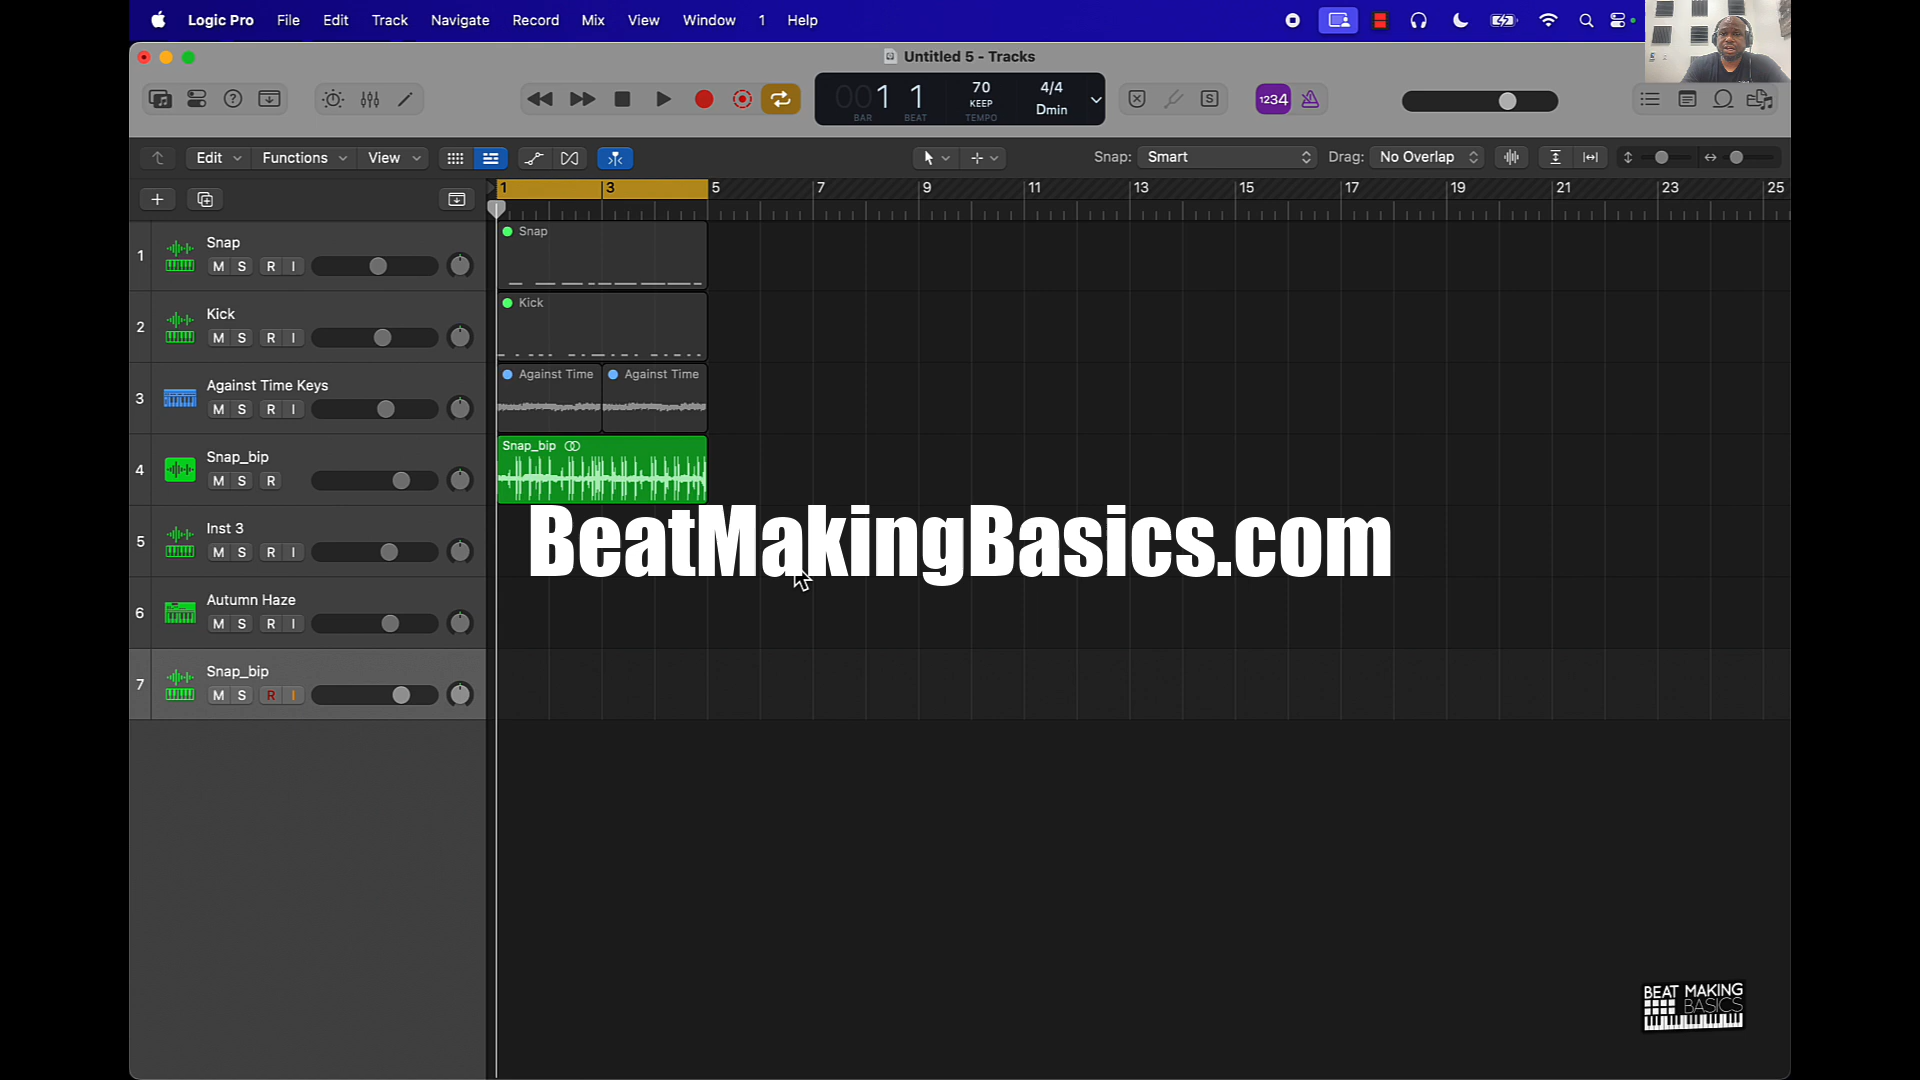 Logic Pro File Edit Track Navigate Record Mix View Window 1 Help
Untitled 5 - Tracks
001 1 70 4/4
KEEP Dmin
BAR BEAT TEMPO
1234
S
Edit Functions View Snap: Smart Drag: No Overlap
1 3 5 7 9 11 13 15 17 19 21 23 25
1 Snap
M S R I
Snap
2 Kick
M S R I
Kick
3 Against Time Keys
M S R I
Against Time Against Time
4 Snap_bip
M S R
Snap_bip
5 Inst 3
M S R I
BeatMakingBasics.com
6 Autumn Haze
M S R I
7 Snap_bip
M S R I
BEAT MAKING
BASICS